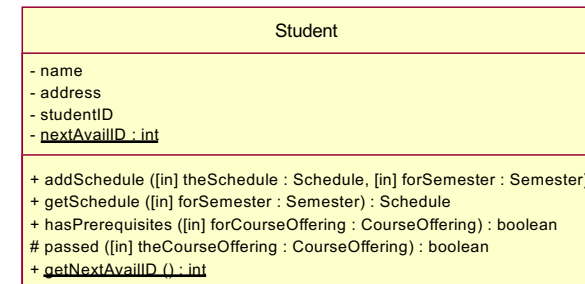 Student
- name
- address
- studentID
- nextAvailID : int
+ addSchedule ([in] theSchedule : Schedule, [in] forSemester : Semester)
+ getSchedule ([in] forSemester : Semester) : Schedule
+ hasPrerequisites ([in] forCourseOffering : CourseOffering) : boolean
# passed ([in] theCourseOffering : CourseOffering) : boolean
+ getNextAvailID () : int